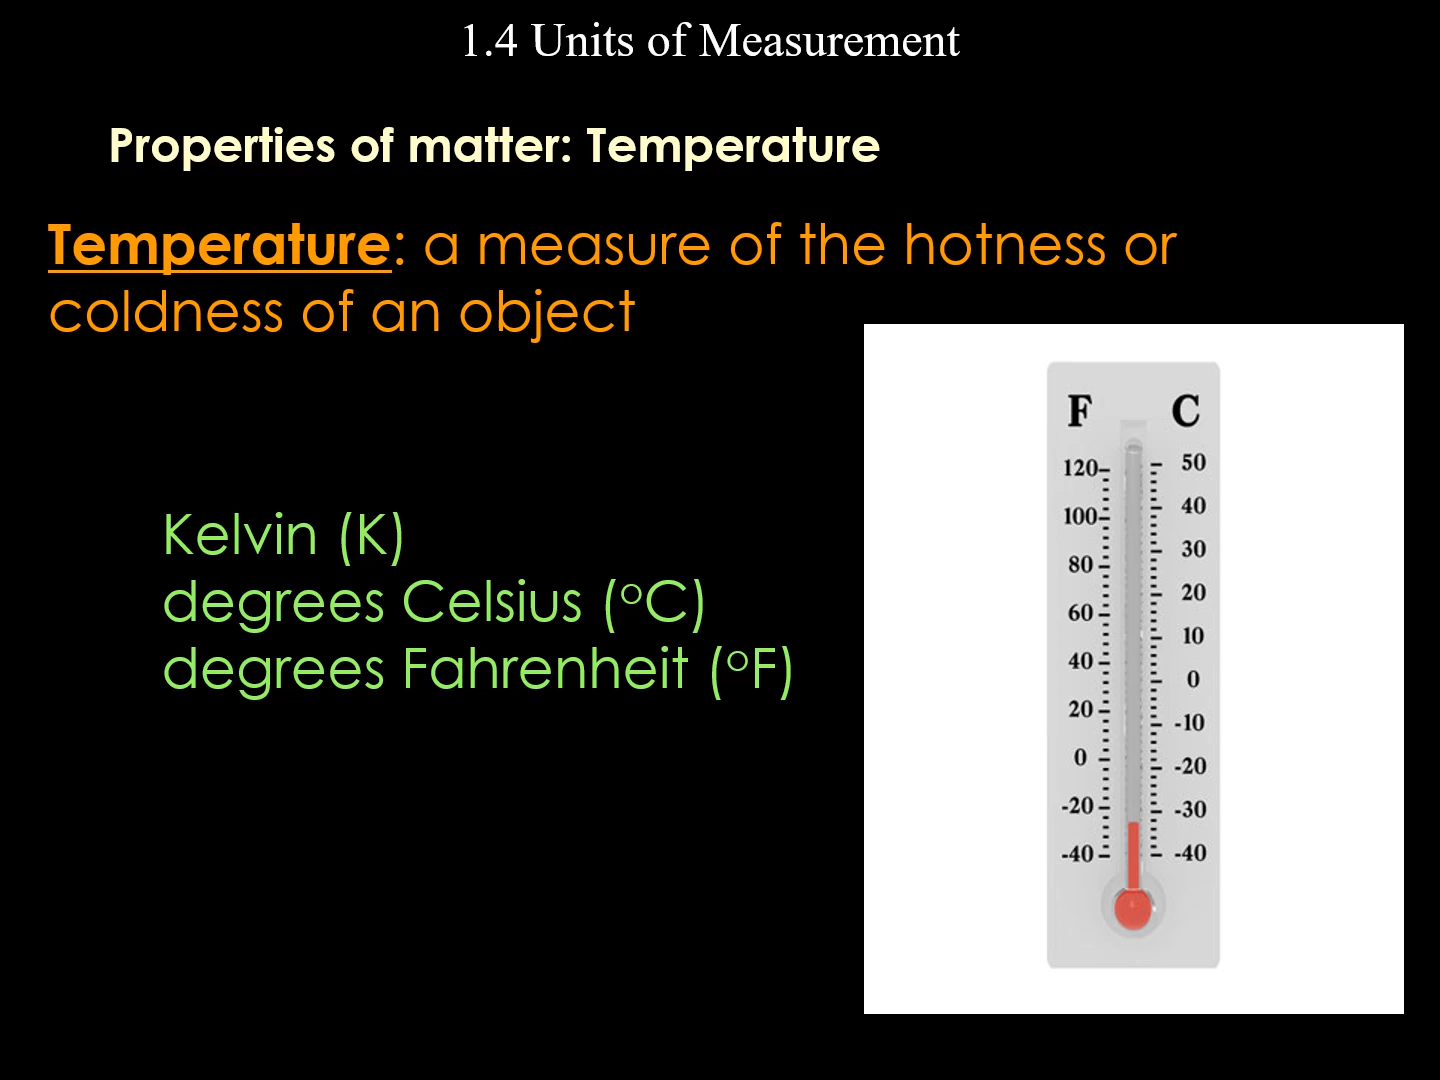 1.4 Units of Measurement
Properties of matter: Temperature
Temperature: a measure of the hotness or
coldness of an object
Kelvin (K)
degrees Celsius (°C)
degrees Fahrenheit (°F)
F C
120 50
100 40
80 30
60 20
40 10
20 0
0 -10
-20 -20
-40 -30
-40